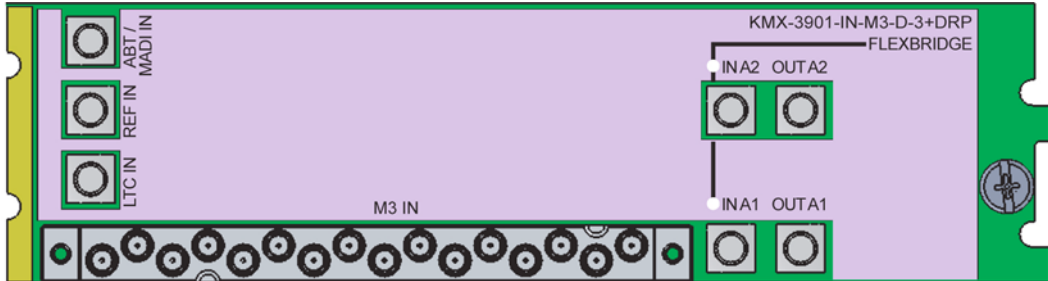 KMX-3901-IN-M3-D-3+DRP
FLEXBRIDGE
ABT /
MADI IN
REF IN
LTC IN
IN A2 OUT A2
M3 IN
IN A1 OUT A1